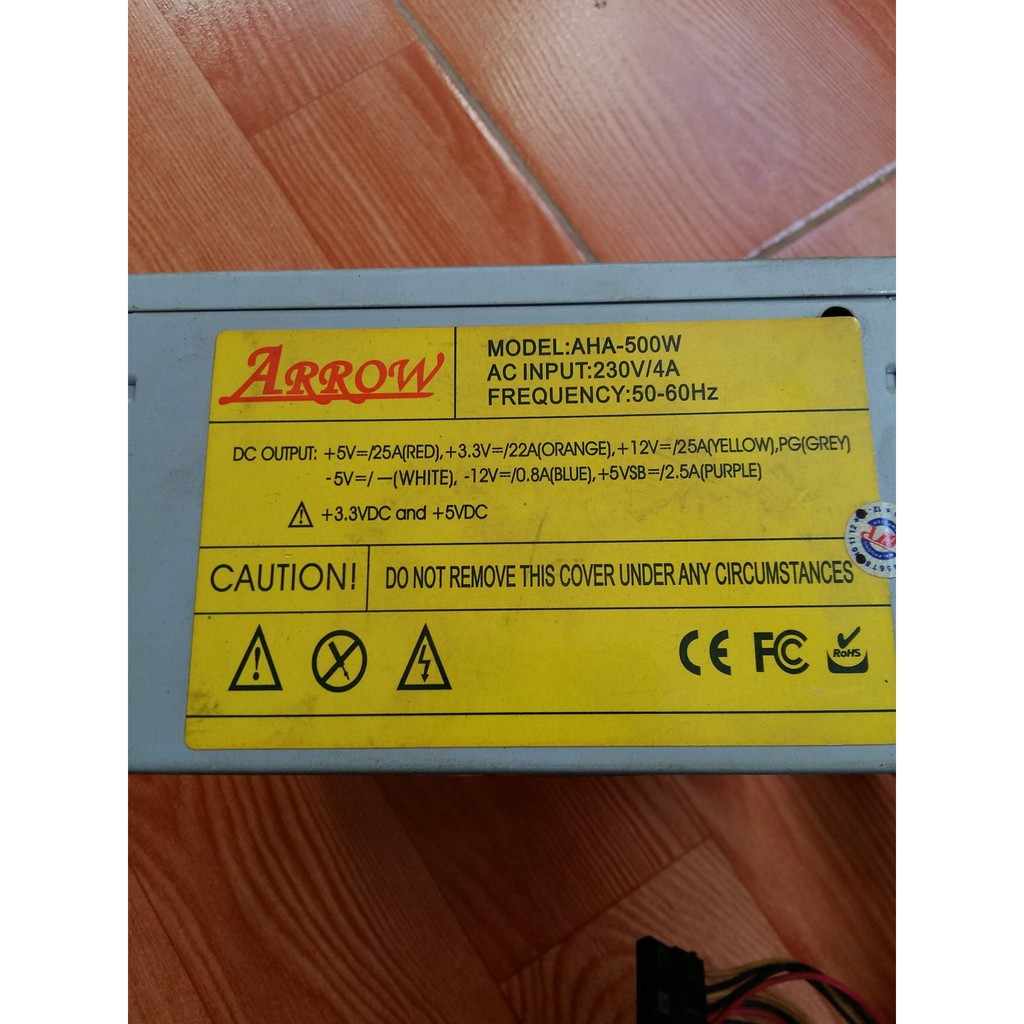 ARROW
MODEL:AHA-500W
AC INPUT:230V/4A
FREQUENCY:50-60Hz
DC OUTPUT: +5V=/25A(RED),+3.3V=/22A(ORANGE),+12V=/25A(YELLOW),PG(GREY)
-5V=/ —(WHITE), -12V=/0.8A(BLUE),+5VSB=/2.5A(PURPLE)
+3.3VDC and +5VDC
CAUTION! DO NOT REMOVE THIS COVER UNDER ANY CIRCUMSTANCES
CE FC RoHS